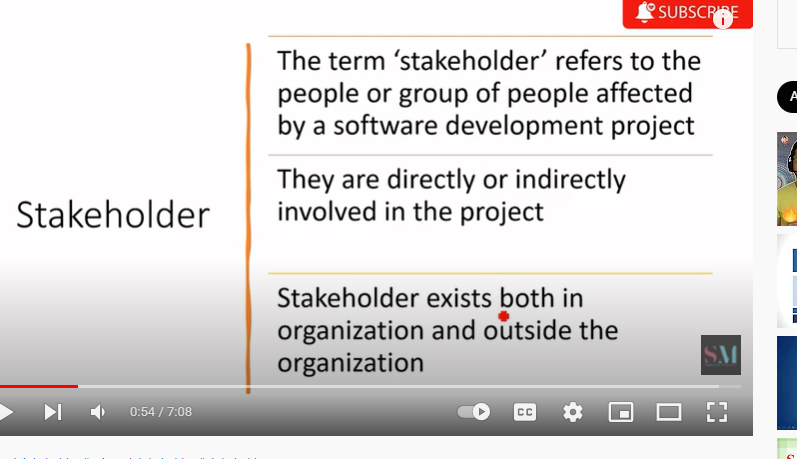 SUBSCRIBE
The term ‘stakeholder’ refers to the
people or group of people affected
by a software development project
They are directly or indirectly
involved in the project
Stakeholder
Stakeholder exists both in
organization and outside the
organization
SM
0:54 / 7:08
CC
A